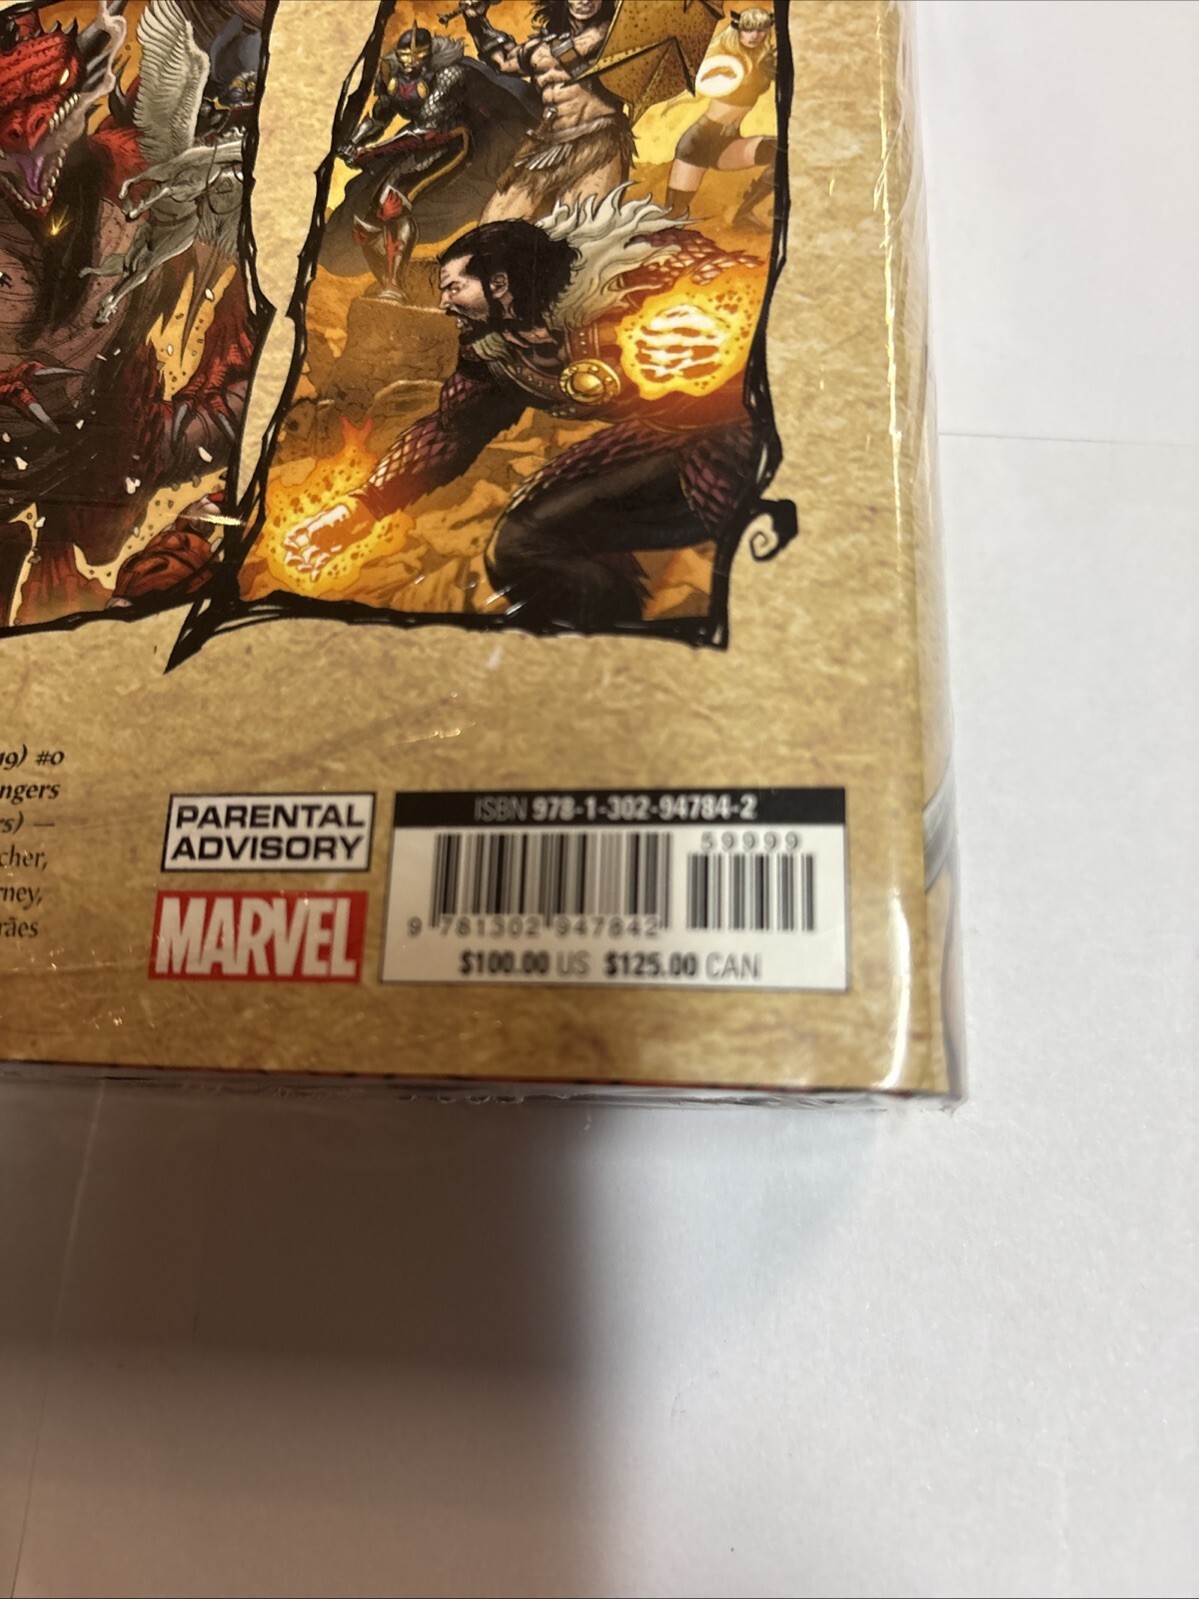 19) #0
ngers
rs) —
cher,
rney,
rães
PARENTAL
ADVISORY
MARVEL
ISBN 978-1-302-94784-2
59999
9 781302 947842
$100.00 US $125.00 CAN